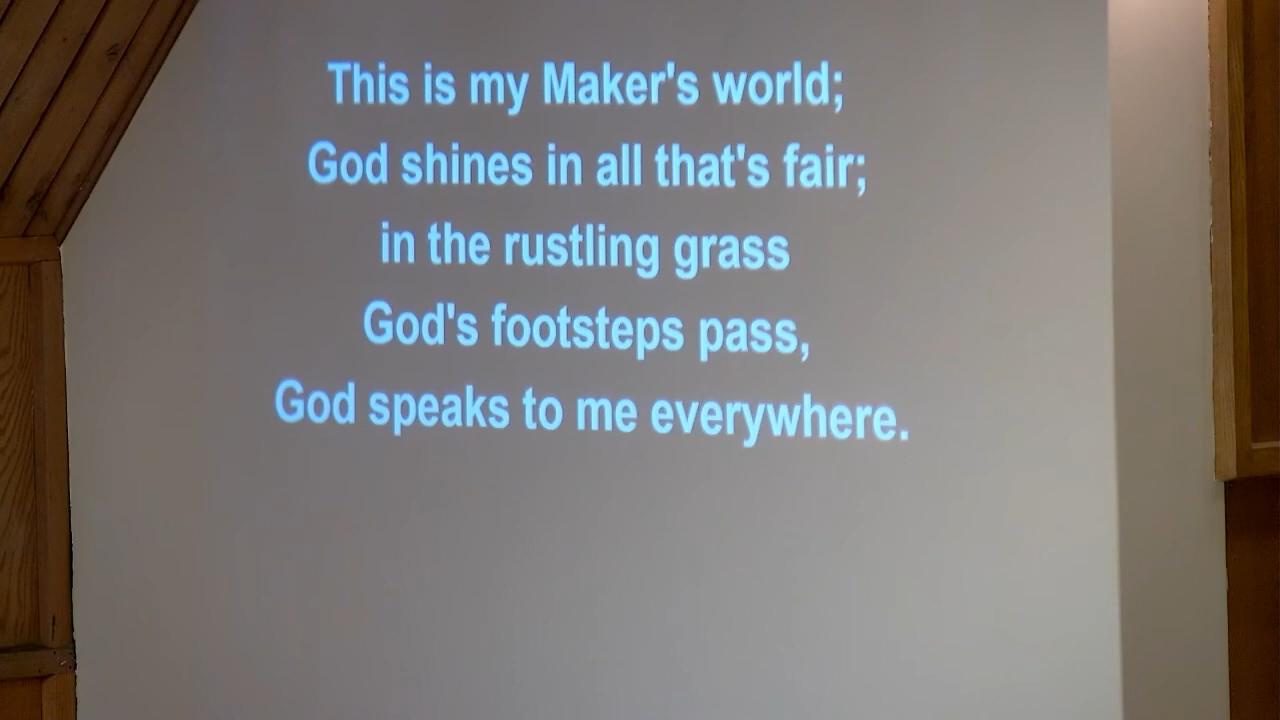 This is my Maker's world;
God shines in all that's fair;
in the rustling grass
God's footsteps pass,
God speaks to me everywhere.